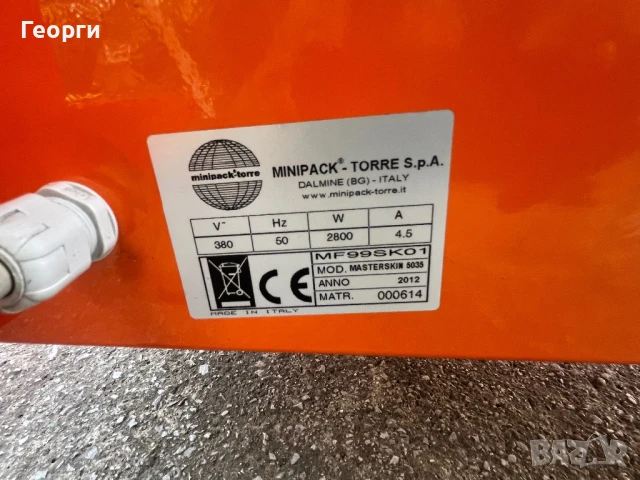 Георги
minipack-torre
MINIPACK® - TORRE S.p.A.
DALMINE (BG) - ITALY
www.minipack-torre.it
V~ Hz W A
380 50 2800 4.5
MF99SK01
MOD. MASTERSKIN 5035
ANNO 2012
MATR. 000614
CE
MADE IN ITALY
BAZAR